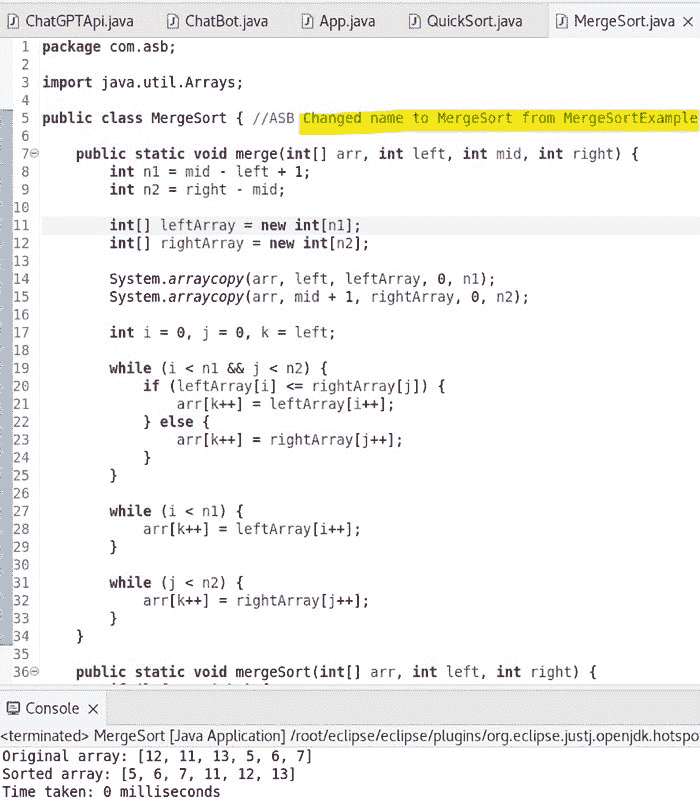 ChatGPTApi.java ChatBot.java App.java QuickSort.java MergeSort.java
1 package com.asb;
2
3 import java.util.Arrays;
4
5 public class MergeSort { //ASB Changed name to MergeSort from MergeSortExample
6
7 public static void merge(int[] arr, int left, int mid, int right) {
8 int n1 = mid - left + 1;
9 int n2 = right - mid;
10
11 int[] leftArray = new int[n1];
12 int[] rightArray = new int[n2];
13
14 System.arraycopy(arr, left, leftArray, 0, n1);
15 System.arraycopy(arr, mid + 1, rightArray, 0, n2);
16
17 int i = 0, j = 0, k = left;
18
19 while (i < n1 && j < n2) {
20 if (leftArray[i] <= rightArray[j]) {
21 arr[k++] = leftArray[i++];
22 } else {
23 arr[k++] = rightArray[j++];
24 }
25 }
26
27 while (i < n1) {
28 arr[k++] = leftArray[i++];
29 }
30
31 while (j < n2) {
32 arr[k++] = rightArray[j++];
33 }
34 }
35
36 public static void mergeSort(int[] arr, int left, int right) {
Console
<terminated> MergeSort [Java Application] /root/eclipse/eclipse/plugins/org.eclipse.justj.openjdk.hotspo
Original array: [12, 11, 13, 5, 6, 7]
Sorted array: [5, 6, 7, 11, 12, 13]
Time taken: 0 milliseconds